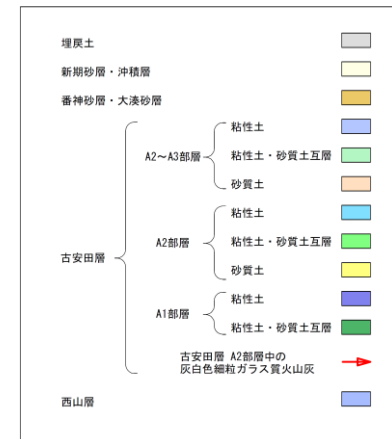 埋戻土
新期砂層・沖積層
番神砂層・大湊砂層
古安田層
A2～A3部層
粘性土
粘性土・砂質土互層
砂質土
A2部層
粘性土
粘性土・砂質土互層
砂質土
A1部層
粘性土
粘性土・砂質土互層
古安田層 A2部層中の
灰白色細粒ガラス質火山灰
西山層